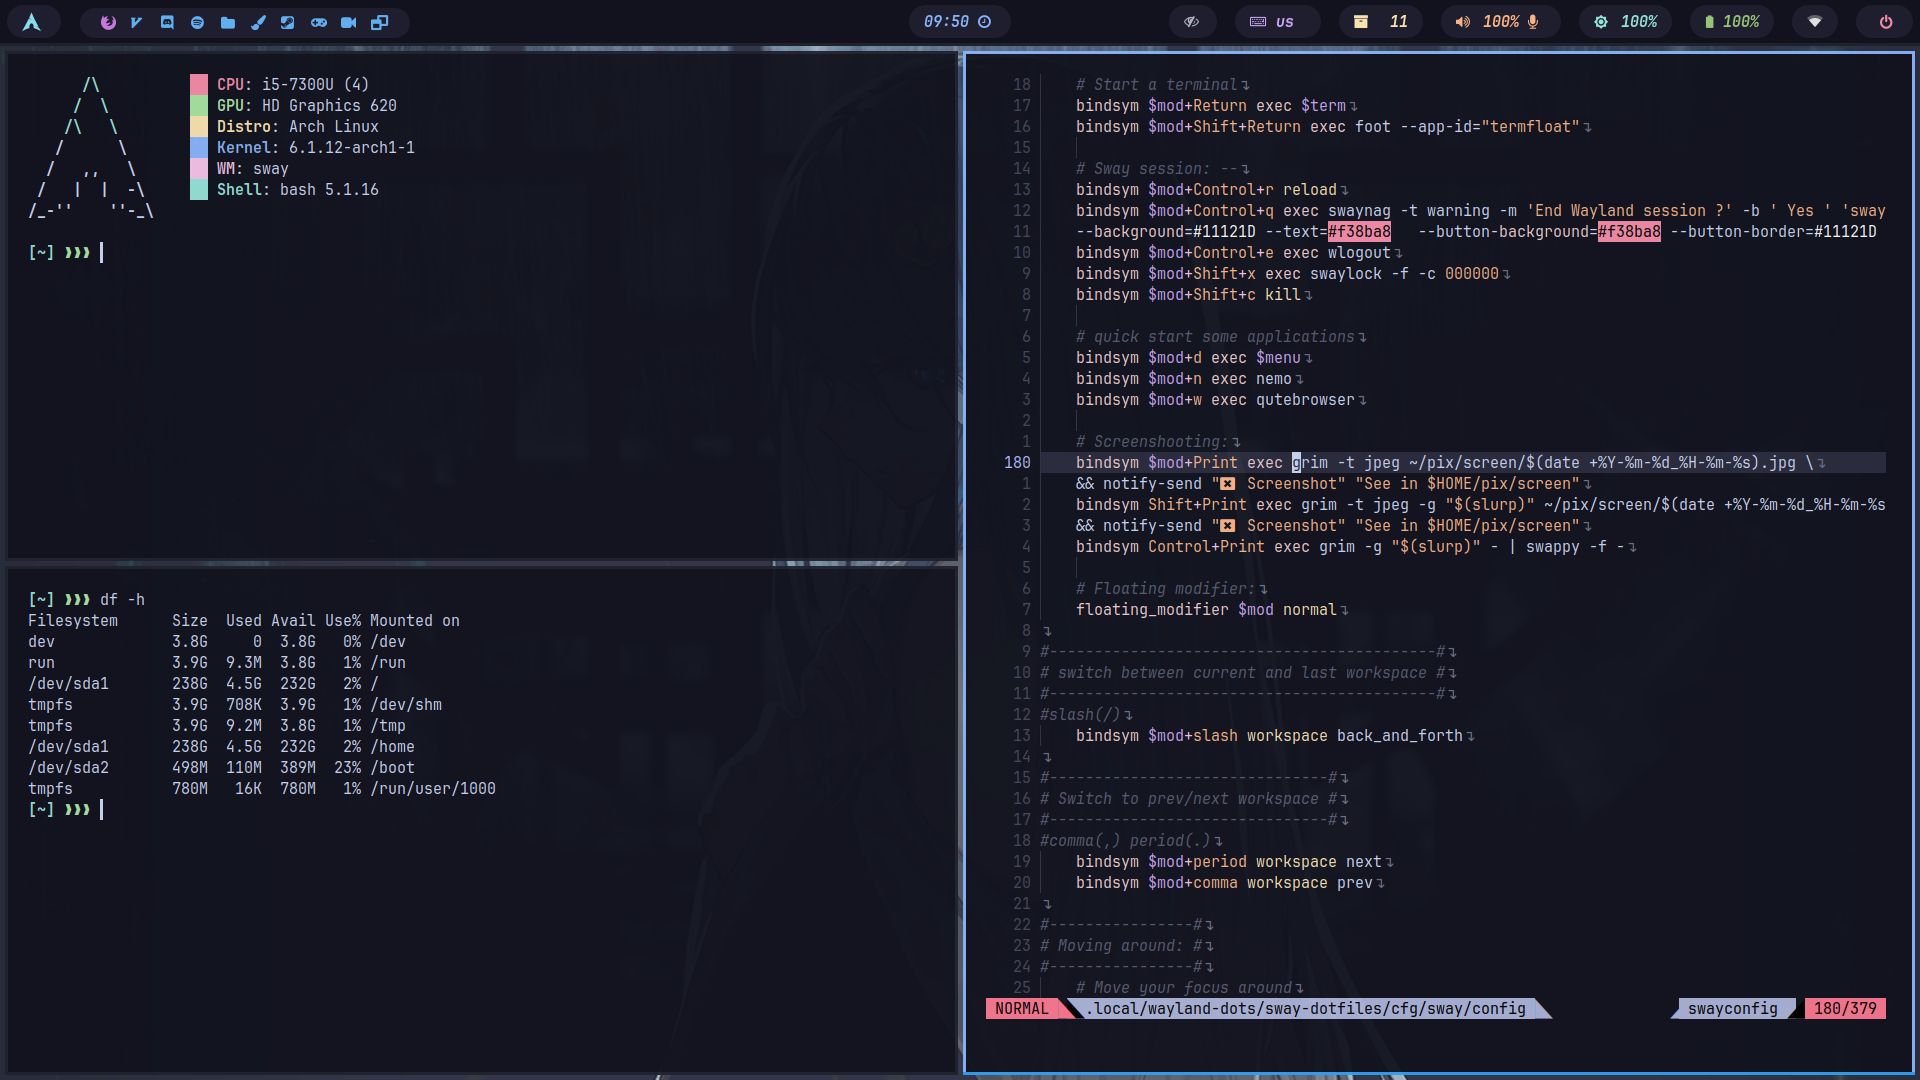 09:50
us
11
100%
100%
100%
/\
/  \
/\   \
/      \
/   ,,   \
/   |  |  -\
/_-''    ''-_\
CPU: i5-7300U (4)
GPU: HD Graphics 620
Distro: Arch Linux
Kernel: 6.1.12-arch1-1
WM: sway
Shell: bash 5.1.16
[~] ❫❫❫
[~] ❫❫❫ df -h
Filesystem      Size  Used Avail Use% Mounted on
dev             3.8G     0  3.8G   0% /dev
run             3.9G  9.3M  3.8G   1% /run
/dev/sda1       238G  4.5G  232G   2% /
tmpfs           3.9G  708K  3.9G   1% /dev/shm
tmpfs           3.9G  9.2M  3.8G   1% /tmp
/dev/sda1       238G  4.5G  232G   2% /home
/dev/sda2       498M  110M  389M  23% /boot
tmpfs           780M   16K  780M   1% /run/user/1000
[~] ❫❫❫
18     # Start a terminal↴
17     bindsym $mod+Return exec $term↴
16     bindsym $mod+Shift+Return exec foot --app-id="termfloat"↴
15
14     # Sway session: --↴
13     bindsym $mod+Control+r reload↴
12     bindsym $mod+Control+q exec swaynag -t warning -m 'End Wayland session ?' -b ' Yes ' 'sway
11     --background=#11121D --text=#f38ba8   --button-background=#f38ba8 --button-border=#11121D
10     bindsym $mod+Control+e exec wlogout↴
9     bindsym $mod+Shift+x exec swaylock -f -c 000000↴
8     bindsym $mod+Shift+c kill↴
7
6     # quick start some applications↴
5     bindsym $mod+d exec $menu↴
4     bindsym $mod+n exec nemo↴
3     bindsym $mod+w exec qutebrowser↴
2
1     # Screenshooting:↴
180     bindsym $mod+Print exec grim -t jpeg ~/pix/screen/$(date +%Y-%m-%d_%H-%m-%s).jpg \↴
1     && notify-send "🗙 Screenshot" "See in $HOME/pix/screen"↴
2     bindsym Shift+Print exec grim -t jpeg -g "$(slurp)" ~/pix/screen/$(date +%Y-%m-%d_%H-%m-%s
3     && notify-send "🗙 Screenshot" "See in $HOME/pix/screen"↴
4     bindsym Control+Print exec grim -g "$(slurp)" - | swappy -f -↴
5
6     # Floating modifier:↴
7     floating_modifier $mod normal↴
8 ↴
9 #-------------------------------------------#↴
10 # switch between current and last workspace #↴
11 #-------------------------------------------#↴
12 #slash(/)↴
13     bindsym $mod+slash workspace back_and_forth↴
14 ↴
15 #-------------------------------#↴
16 # Switch to prev/next workspace #↴
17 #-------------------------------#↴
18 #comma(,) period(.)↴
19     bindsym $mod+period workspace next↴
20     bindsym $mod+comma workspace prev↴
21 ↴
22 #----------------#↴
23 # Moving around: #↴
24 #----------------#↴
25     # Move your focus around↴
NORMAL .local/wayland-dots/sway-dotfiles/cfg/sway/config swayconfig 180/379